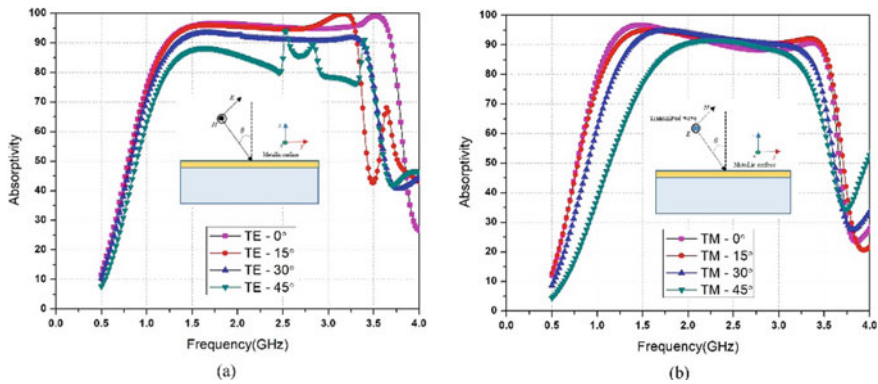 100
90
80
70
60
50
40
30
20
10
0
Absorptivity
E
H
θ
Metallic surface
TE - 0°
TE - 15°
TE - 30°
TE - 45°
0.0 0.5 1.0 1.5 2.0 2.5 3.0 3.5 4.0
Frequency(GHz)
(a)
100
90
80
70
60
50
40
30
20
10
0
Absorptivity
H
Transmitted wave
E
θ
Metallic surface
TM - 0°
TM - 15°
TM - 30°
TM - 45°
0.0 0.5 1.0 1.5 2.0 2.5 3.0 3.5 4.0
Frequency(GHz)
(b)